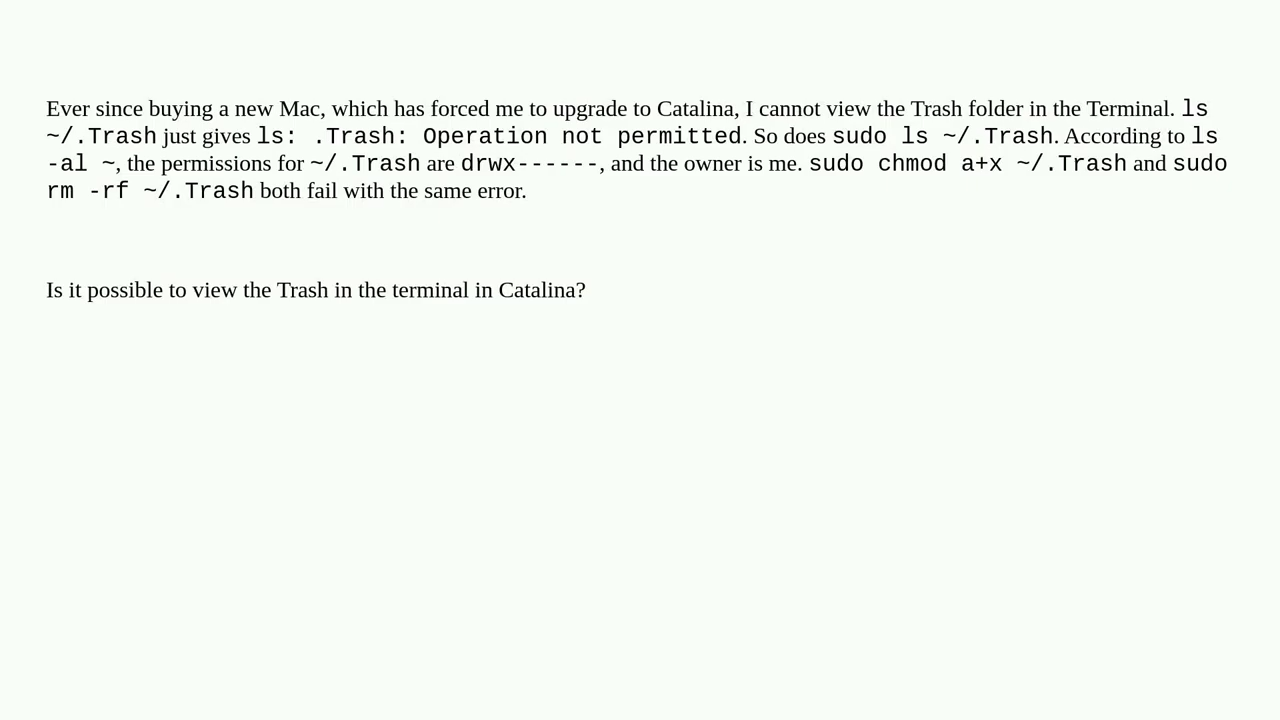 Ever since buying a new Mac, which has forced me to upgrade to Catalina, I cannot view the Trash folder in the Terminal. ls
~/.Trash just gives ls: .Trash: Operation not permitted. So does sudo ls ~/.Trash. According to ls
-al ~, the permissions for ~/.Trash are drwx------, and the owner is me. sudo chmod a+x ~/.Trash and sudo
rm -rf ~/.Trash both fail with the same error.
Is it possible to view the Trash in the terminal in Catalina?